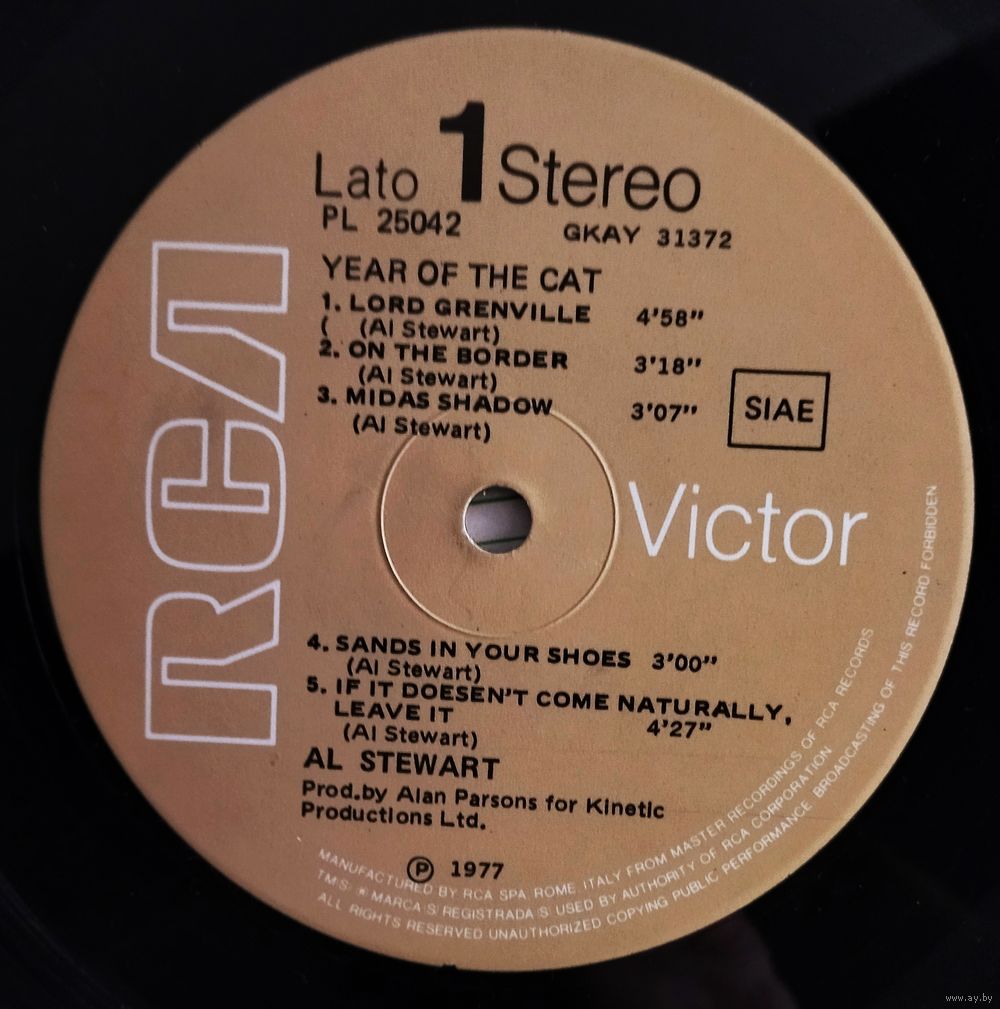 Lato 1 Stereo
PL 25042 GKAY 31372
YEAR OF THE CAT
1. LORD GRENVILLE 4'58"
( (Al Stewart)
2. ON THE BORDER 3'18"
(Al Stewart)
3. MIDAS SHADOW 3'07"
(Al Stewart)
SIAE
RCA
Victor
4. SANDS IN YOUR SHOES 3'00"
(Al Stewart)
5. IF IT DOESEN'T COME NATURALLY,
LEAVE IT 4'27"
(Al Stewart)
AL STEWART
Prod.by Alan Parsons for Kinetic
Productions Ltd.
℗ 1977
MANUFACTURED BY RCA SPA ROME ITALY FROM MASTER RECORDINGS OF RCA RECORDS
TM'S ® MARCA'S' REGISTRADA'S' USED BY AUTHORITY OF RCA CORPORATION
ALL RIGHTS RESERVED UNAUTHORIZED COPYING PUBLIC PERFORMANCE BROADCASTING OF THIS RECORD FORBIDDEN
www.ay.by